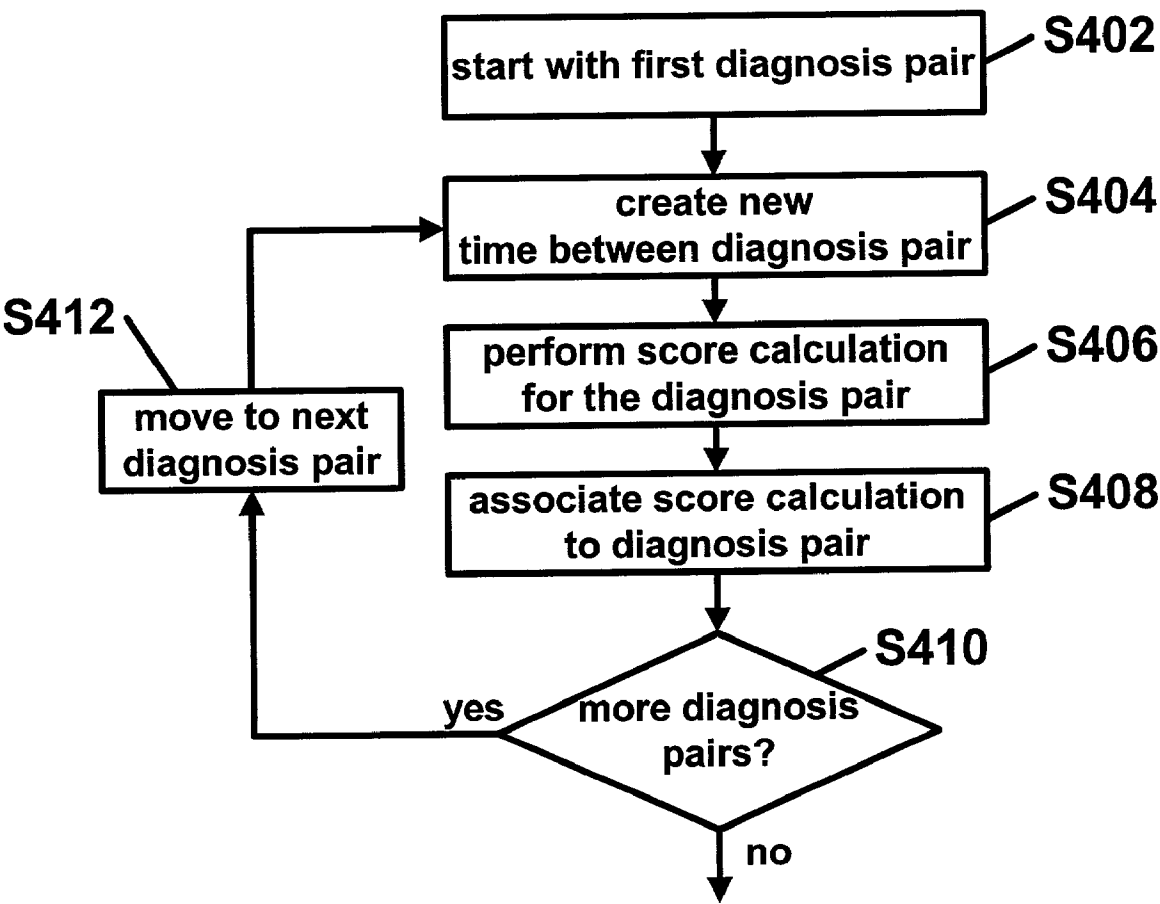 start with first diagnosis pair
S402
create new
time between diagnosis pair
S404
perform score calculation
for the diagnosis pair
S406
associate score calculation
to diagnosis pair
S408
more diagnosis
pairs?
S410
yes
no
move to next
diagnosis pair
S412